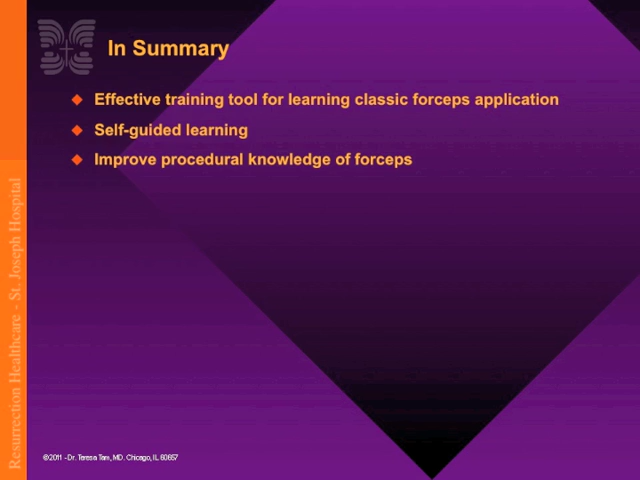 In Summary
Effective training tool for learning classic forceps application
Self-guided learning
Improve procedural knowledge of forceps
Resurrection Healthcare - St. Joseph Hospital
©2011 - Dr. Teresa Tam, MD. Chicago, IL 60657